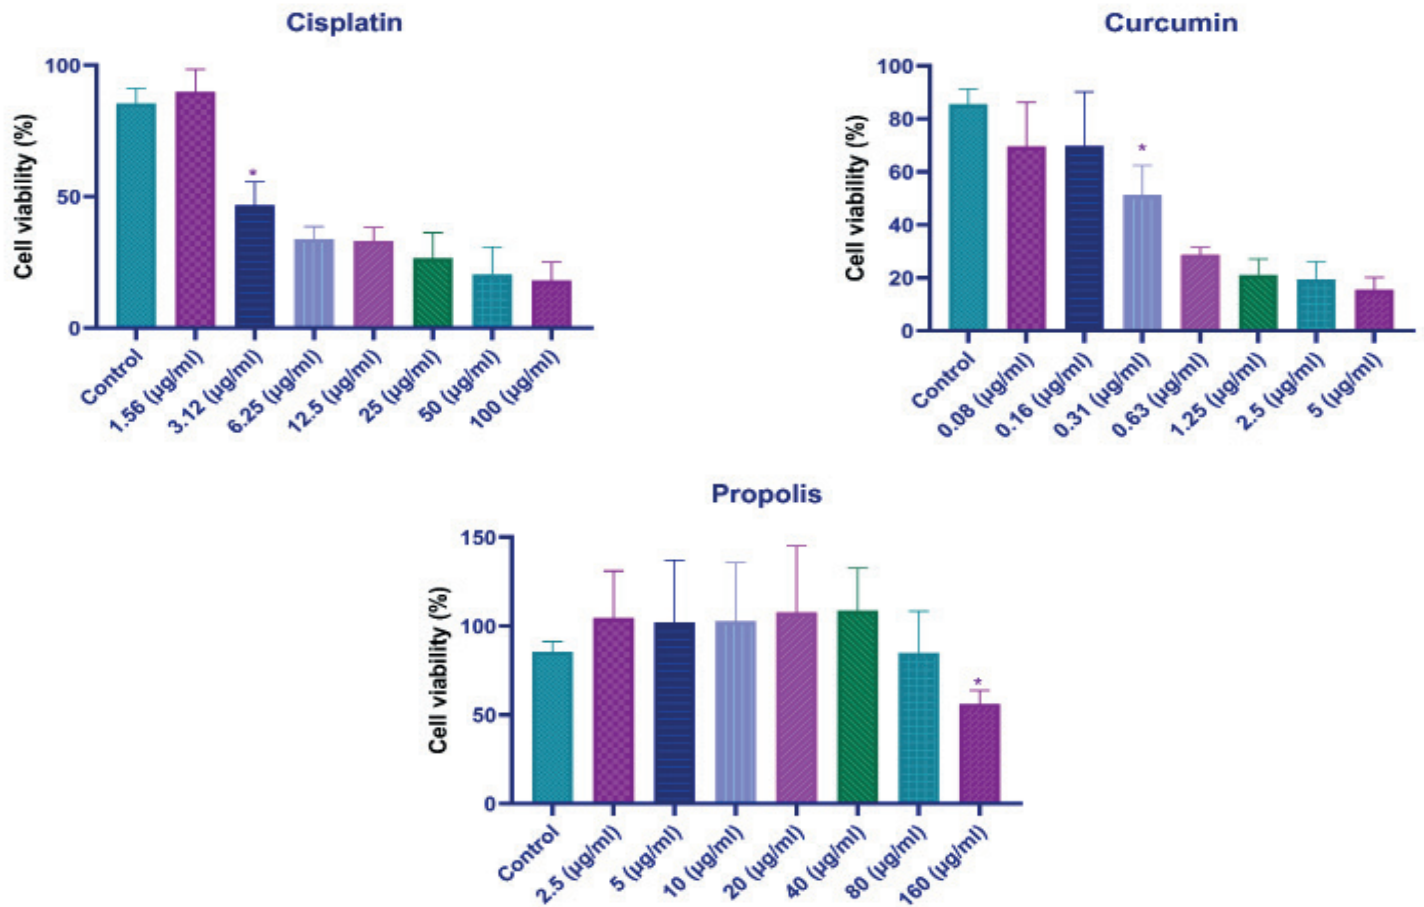 Cisplatin
Cell viability (%)
100
50
0
*
Control
1.56 (µg/ml)
3.12 (µg/ml)
6.25 (µg/ml)
12.5 (µg/ml)
25 (µg/ml)
50 (µg/ml)
100 (µg/ml)
Curcumin
Cell viability (%)
100
80
60
40
20
0
*
Control
0.08 (µg/ml)
0.16 (µg/ml)
0.31 (µg/ml)
0.63 (µg/ml)
1.25 (µg/ml)
2.5 (µg/ml)
5 (µg/ml)
Propolis
Cell viability (%)
150
100
50
0
*
Control
2.5 (µg/ml)
5 (µg/ml)
10 (µg/ml)
20 (µg/ml)
40 (µg/ml)
80 (µg/ml)
160 (µg/ml)